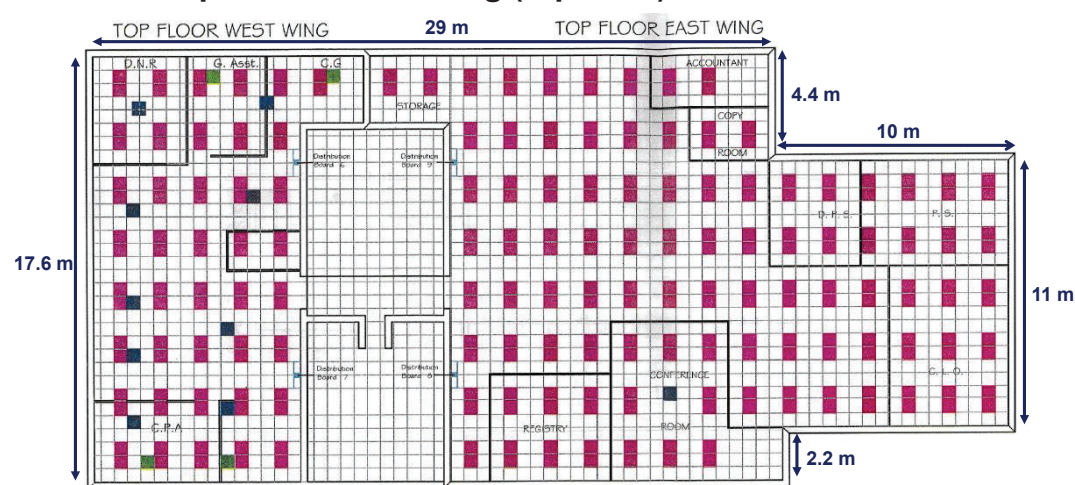 TOP FLOOR WEST WING
29 m
TOP FLOOR EAST WING
D.N.R
G. Asst.
C.G
ACCOUNTANT
STORAGE
4.4 m
COPY
ROOM
10 m
Distribution
Board 6
Distribution
Board 9
D. P. S.
P. S.
17.6 m
11 m
Distribution
Board 7
Distribution
Board 8
CONFERENCE
ROOM
C. L. O.
C.P.A
REGISTRY
2.2 m